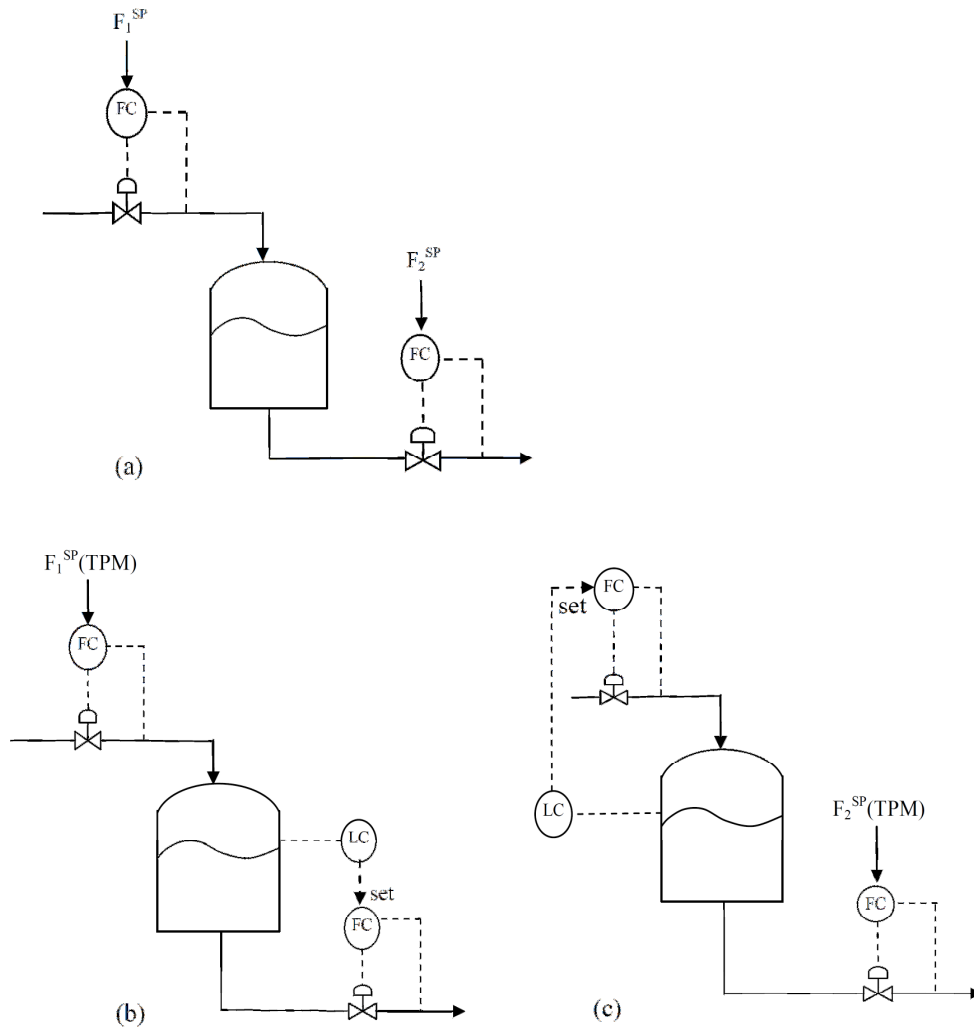 F₁ˢᴾ
FC
F₂ˢᴾ
FC
(a)
F₁ˢᴾ(TPM)
FC
LC
set
FC
(b)
FC
set
LC
F₂ˢᴾ(TPM)
FC
(c)